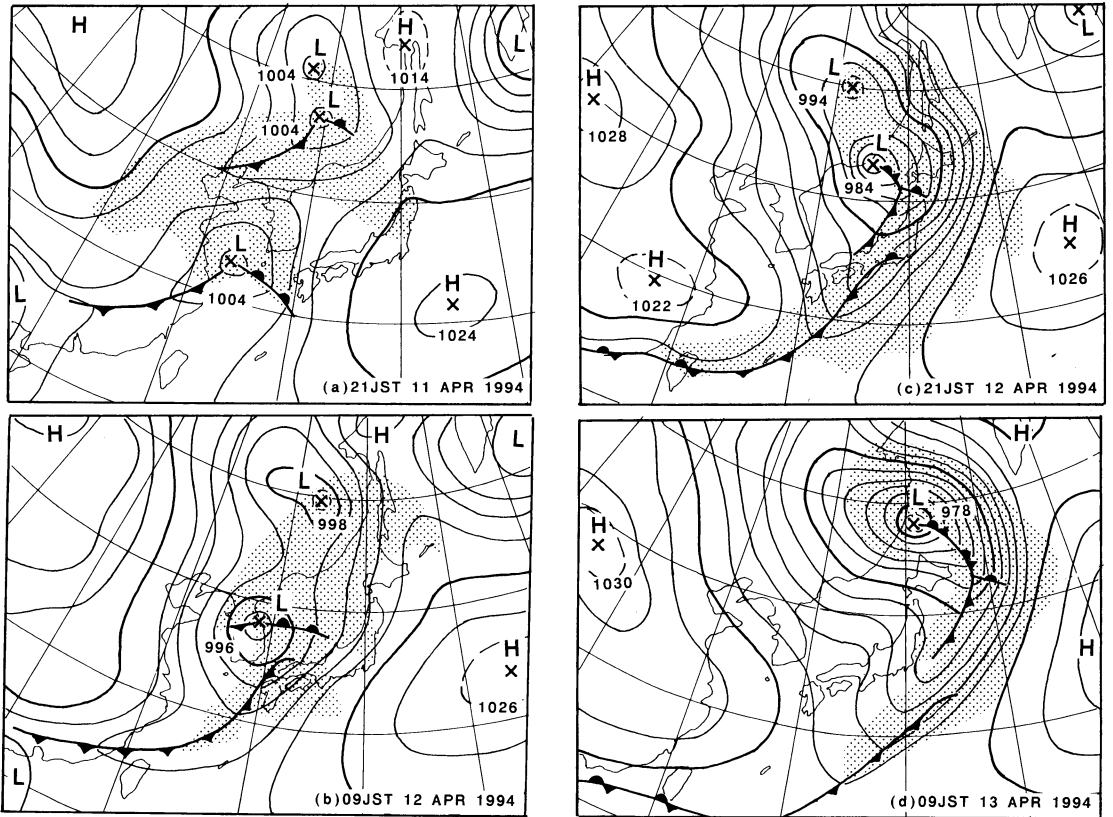 H
L
1004
H
1014
L
L
1004
L
1004
H
1024
L
(a)21JST 11 APR 1994
L
H
1028
L
994
L
984
H
1022
H
1026
(c)21JST 12 APR 1994
H
H
L
L
998
L
996
H
1026
L
(b)09JST 12 APR 1994
H
L
978
H
1030
H
(d)09JST 13 APR 1994